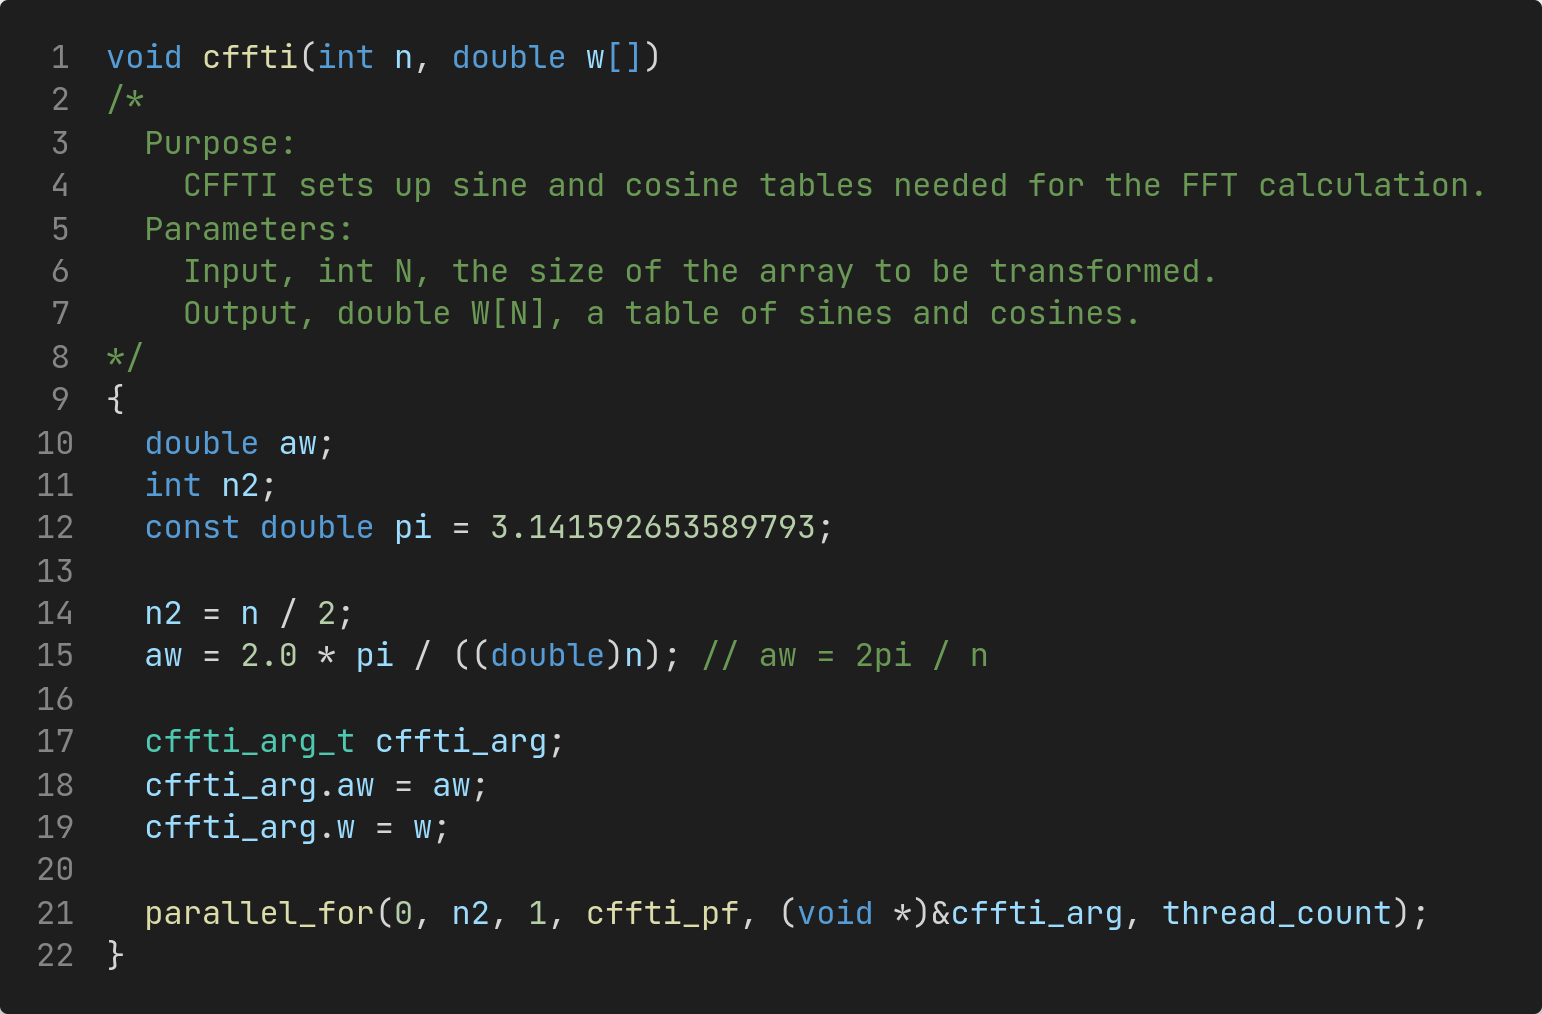 1 void cffti(int n, double w[])
2 /*
3   Purpose:
4     CFFTI sets up sine and cosine tables needed for the FFT calculation.
5   Parameters:
6     Input, int N, the size of the array to be transformed.
7     Output, double W[N], a table of sines and cosines.
8 */
9 {
10   double aw;
11   int n2;
12   const double pi = 3.141592653589793;
13
14   n2 = n / 2;
15   aw = 2.0 * pi / ((double)n); // aw = 2pi / n
16
17   cffti_arg_t cffti_arg;
18   cffti_arg.aw = aw;
19   cffti_arg.w = w;
20
21   parallel_for(0, n2, 1, cffti_pf, (void *)&cffti_arg, thread_count);
22 }